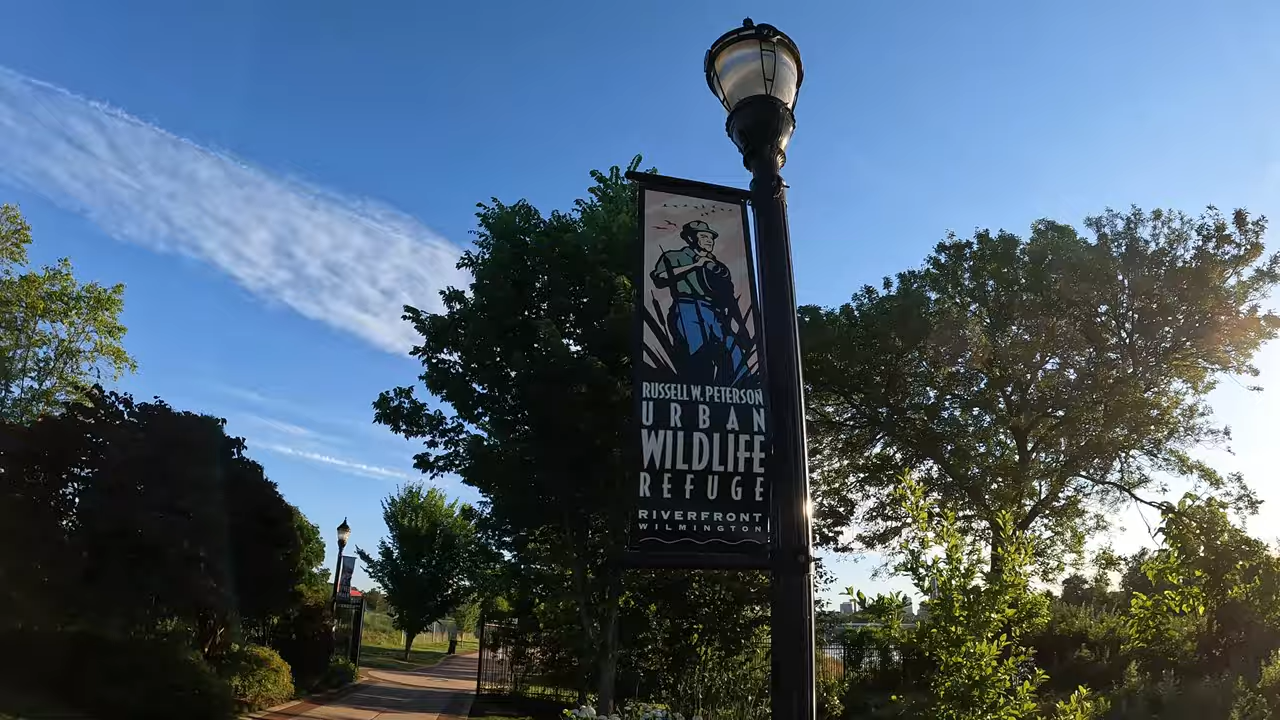 RUSSELL W. PETERSON
URBAN
WILDLIFE
REFUGE
RIVERFRONT
WILMINGTON